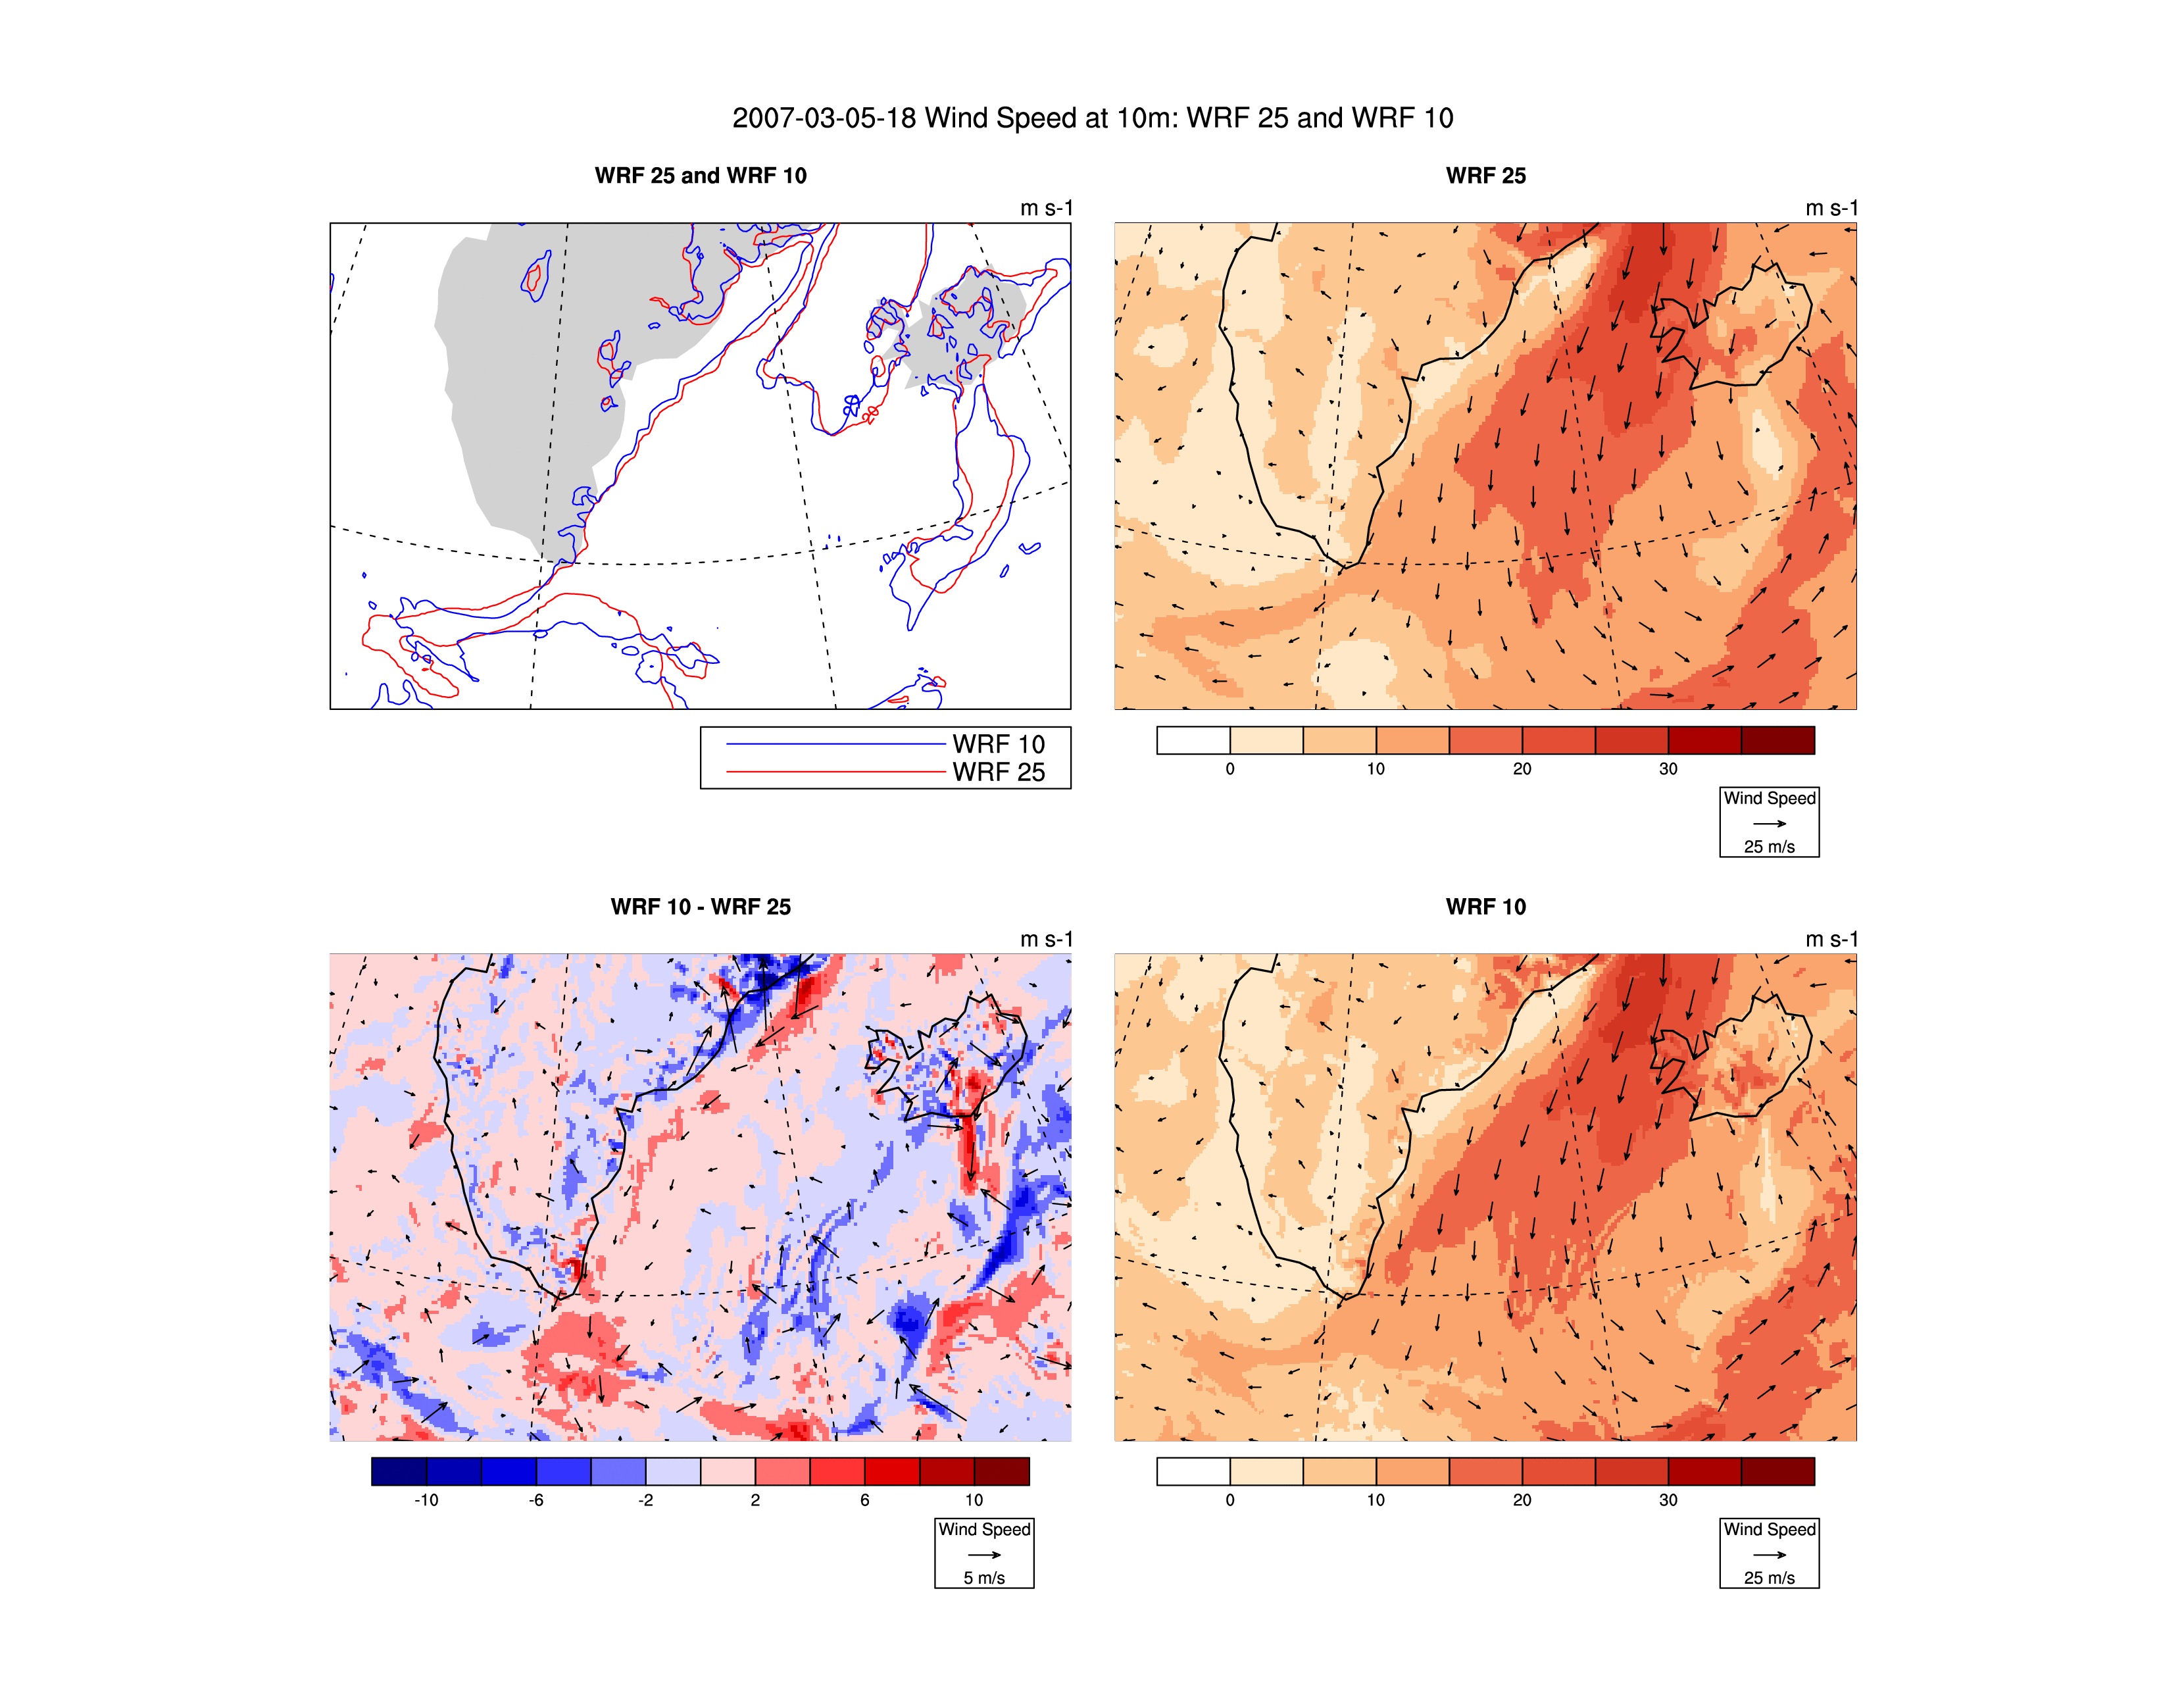 2007-03-05-18 Wind Speed at 10m: WRF 25 and WRF 10
WRF 25 and WRF 10
m s-1
WRF 10
WRF 25
WRF 25
m s-1
0 10 20 30
Wind Speed
25 m/s
WRF 10 - WRF 25
m s-1
-10 -6 -2 2 6 10
Wind Speed
5 m/s
WRF 10
m s-1
0 10 20 30
Wind Speed
25 m/s